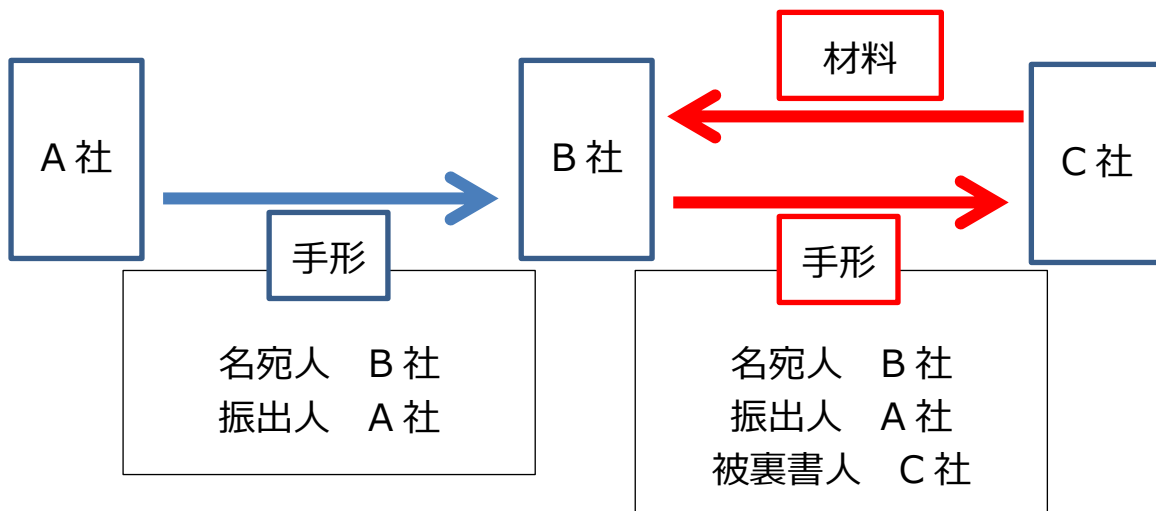 材料
A社
B社
C社
手形
手形
名宛人　B社
振出人　A社
名宛人　B社
振出人　A社
被裏書人　C社